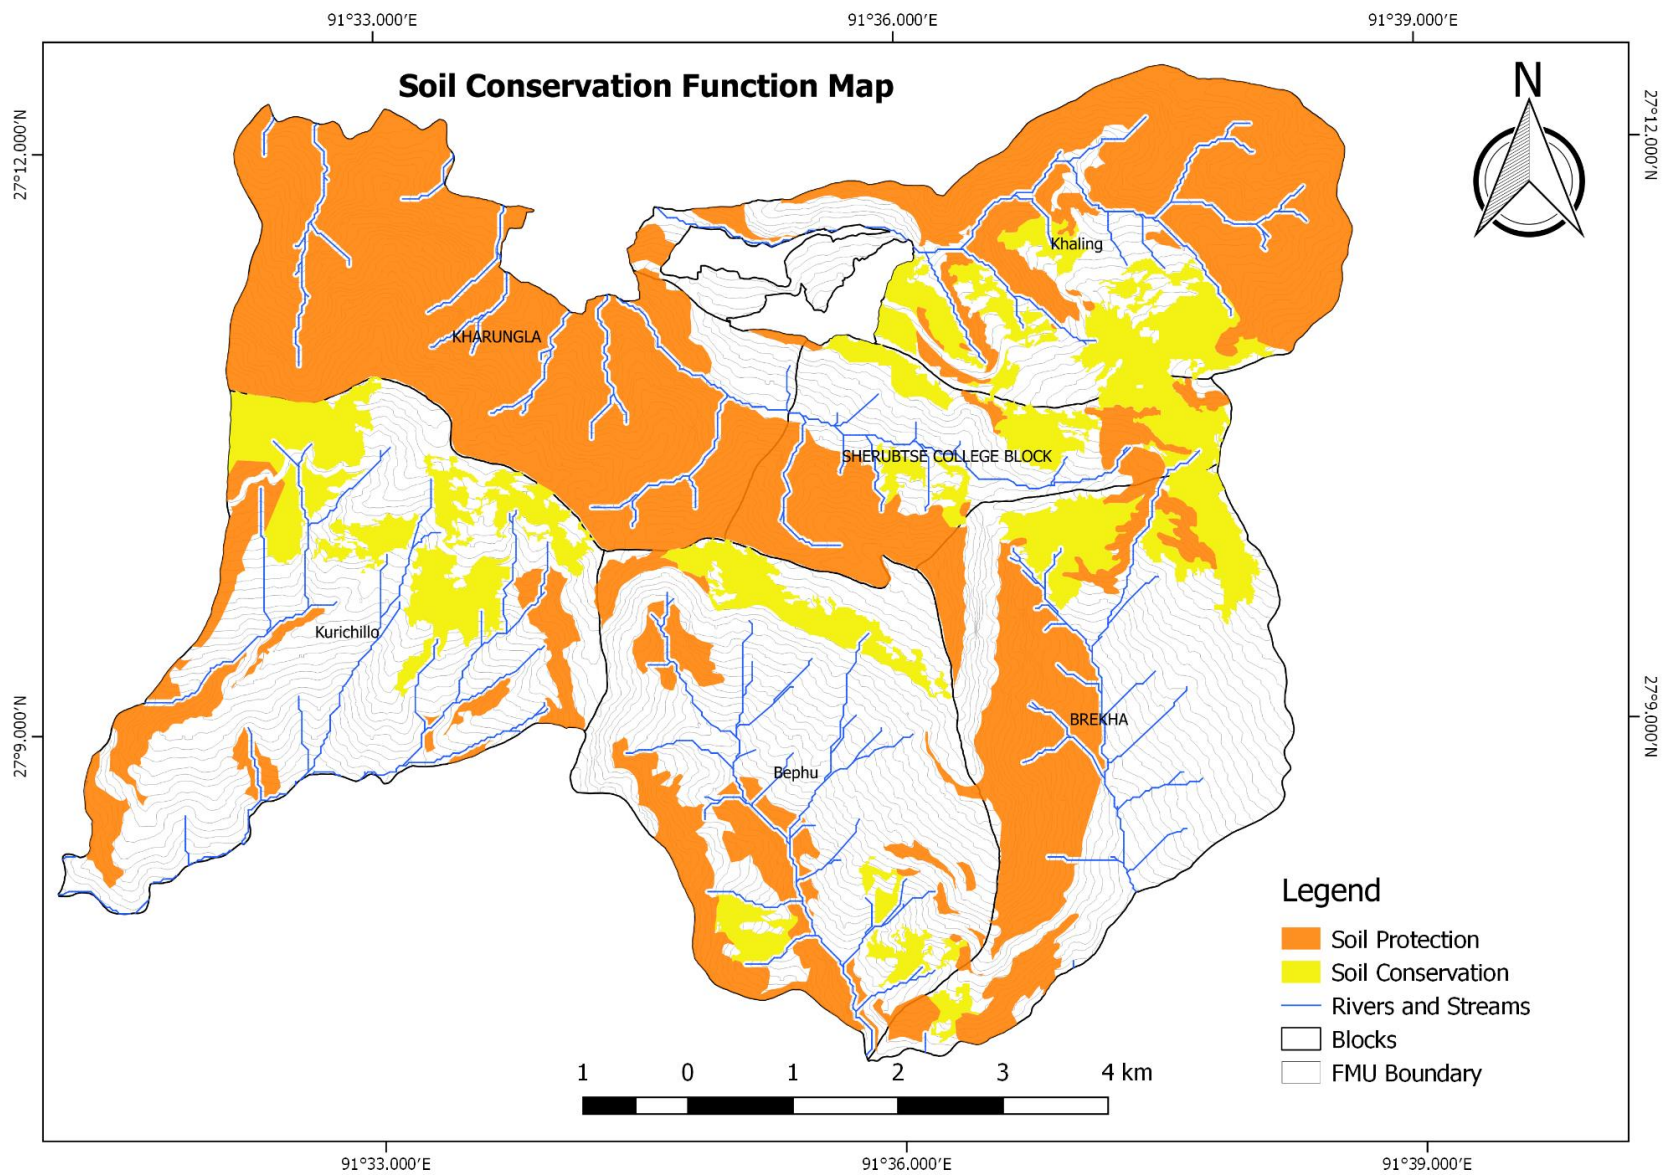 91°33.000′E
91°36.000′E
91°39.000′E
Soil Conservation Function Map
N
27°12.000′N
27°12.000′N
Khaling
KHARUNGLA
SHERUBTSE COLLEGE BLOCK
Kurichillo
BREKHA
27°9.000′N
27°9.000′N
Bephu
Legend
Soil Protection
Soil Conservation
Rivers and Streams
Blocks
FMU Boundary
1 0 1 2 3 4 km
91°33.000′E
91°36.000′E
91°39.000′E